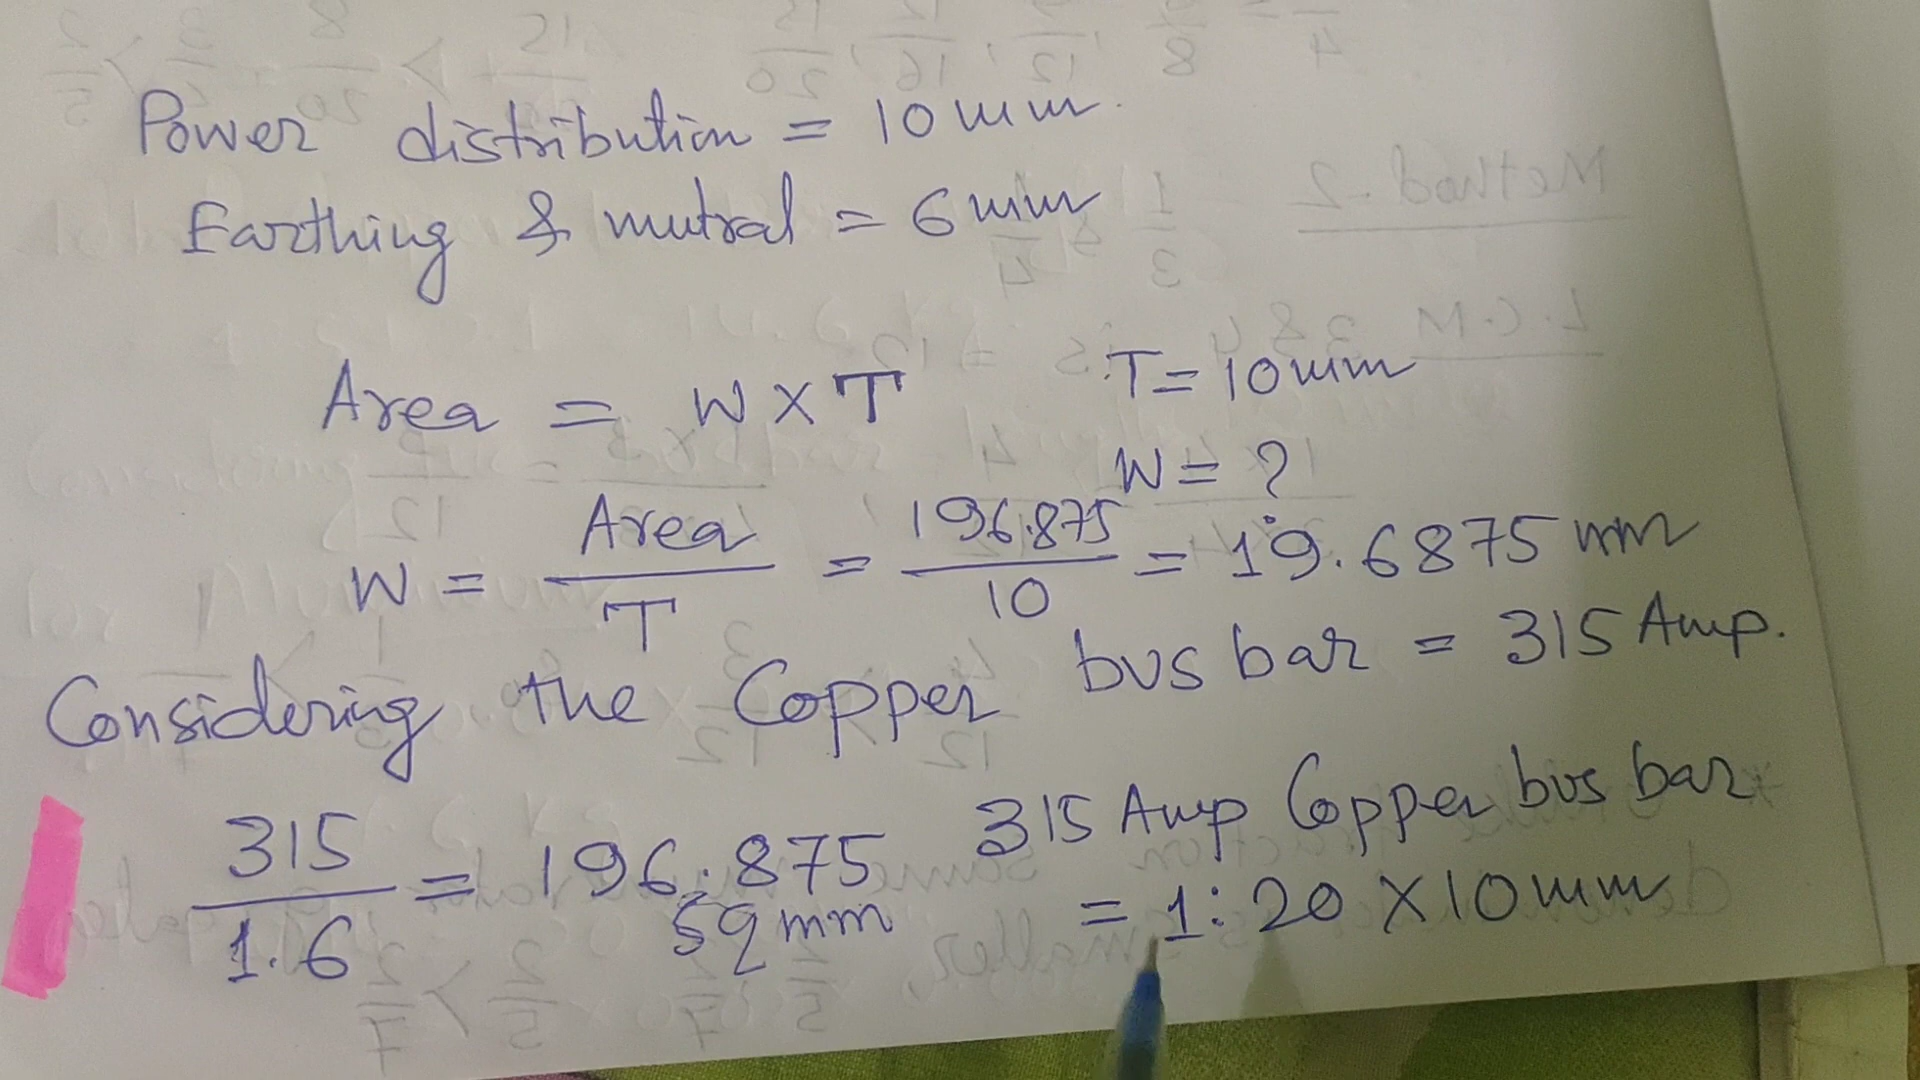 Power distribution = 10 mm.
Earthing & nutral = 6 mm
Area = W X T
T = 10 mm
W = ?
W = Area / T = 196.875 / 10 = 19.6875 mm
Considering the Copper bus bar = 315 Amp.
315 / 1.6 = 196.875 sq mm
315 Amp Copper bus bar
= 1: 20 X 10 mm